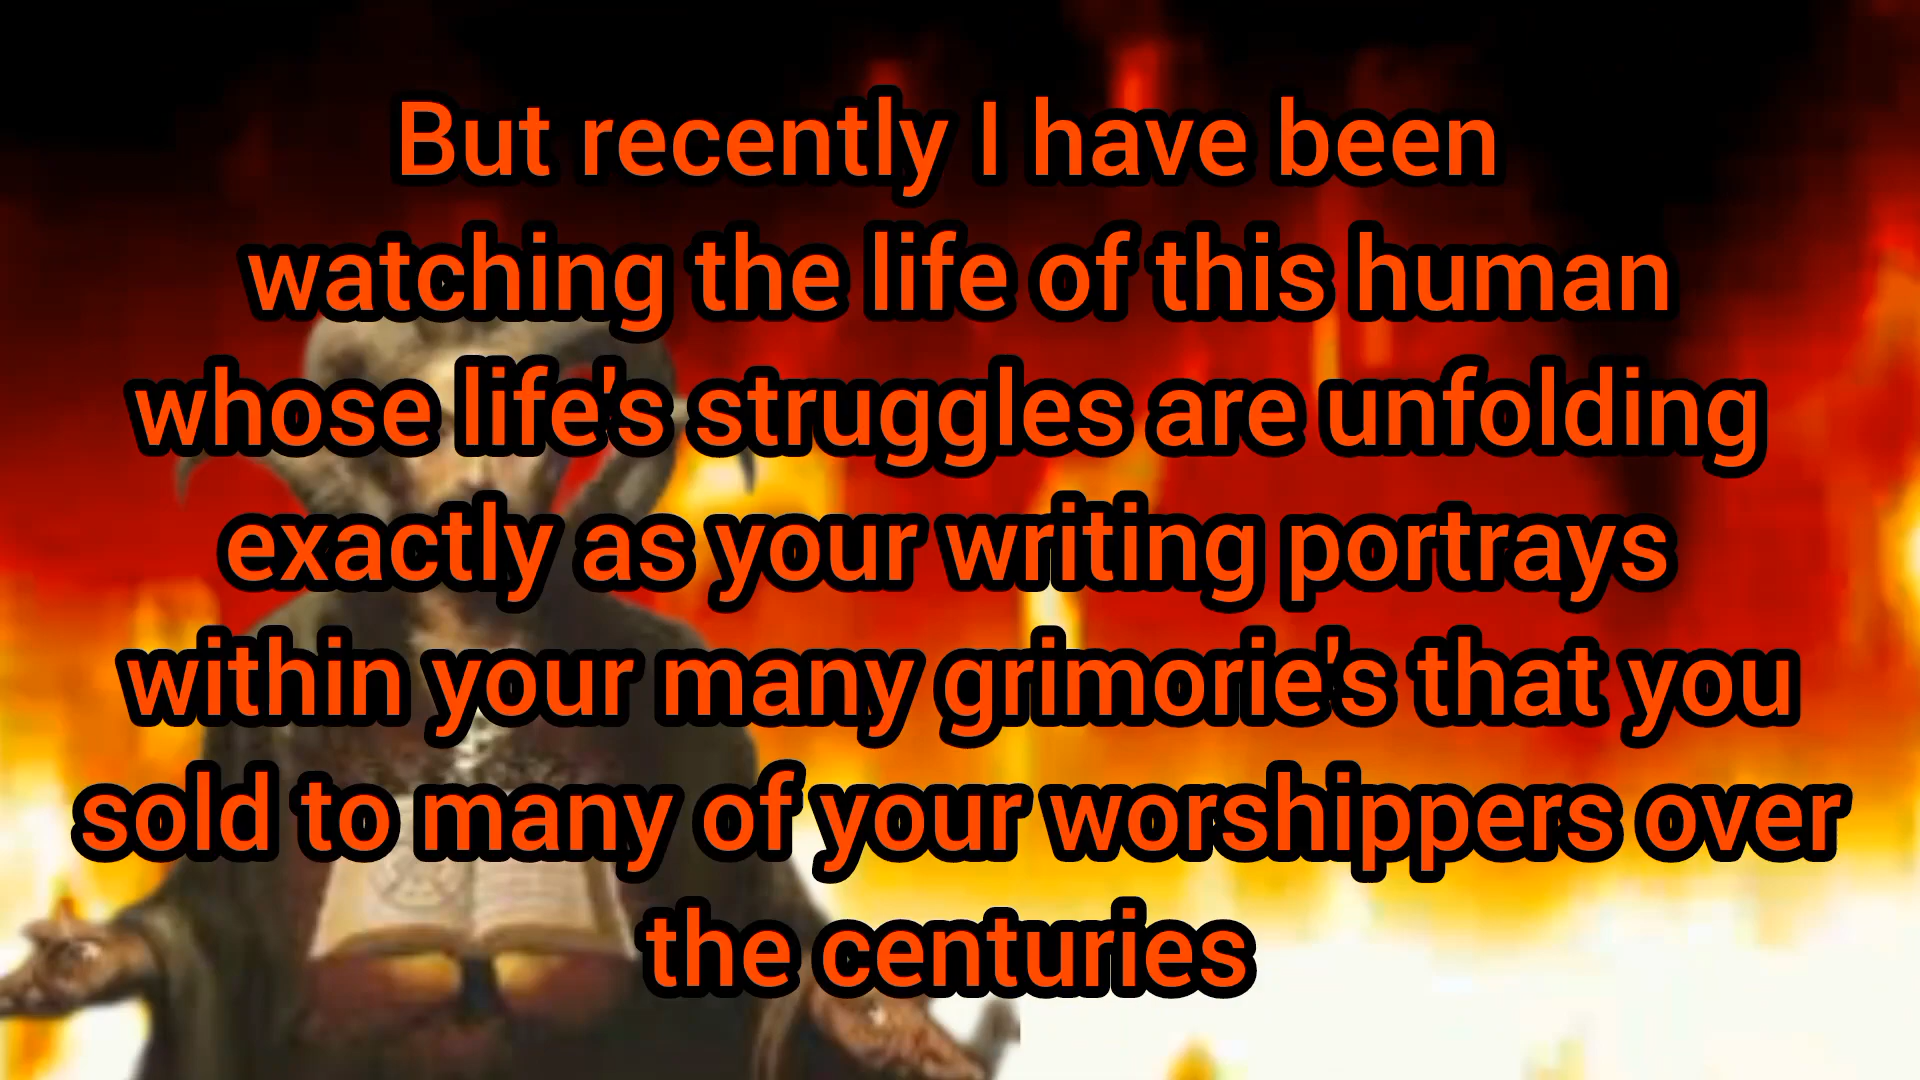 But recently I have been
watching the life of this human
whose life's struggles are unfolding
exactly as your writing portrays
within your many grimorie's that you
sold to many of your worshippers over
the centuries